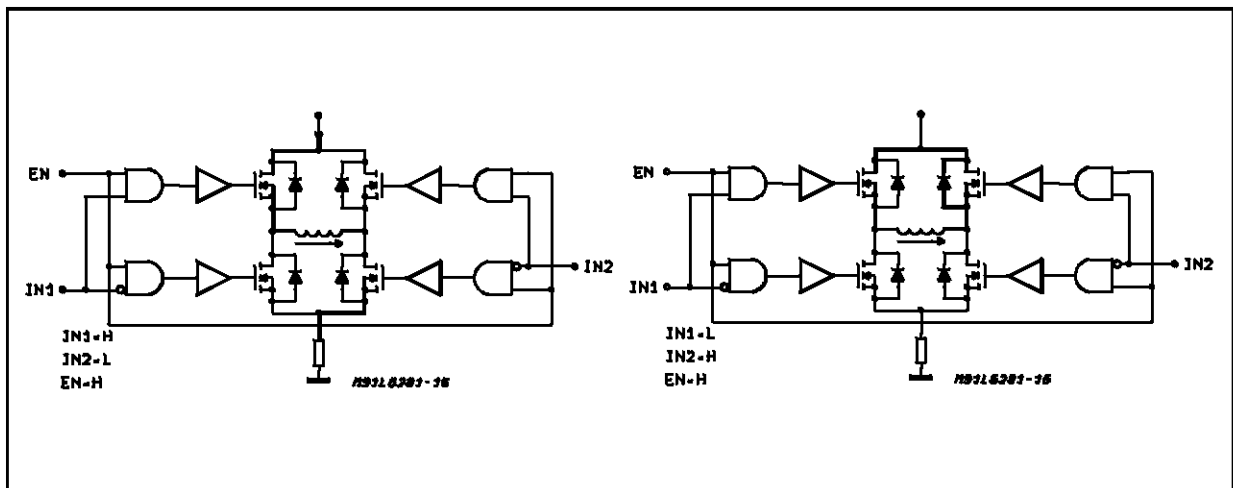 EN
IN1
IN2
IN1=H
IN2=L
EN=H
EN
IN1
IN2
IN1=L
IN2=H
EN=H